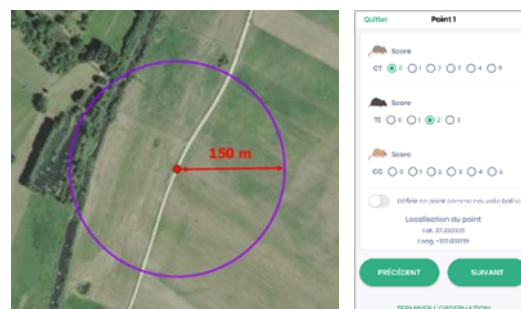 150 m
Quitter Point 1
Score
CT 0 1 2 3 4 5
Score
TE 0 1 2 3
Score
CC 0 1 2 3 4 5
Définir ce point comme nouvelle balise
Localisation du point
Lat.
Long.
PRÉCÉDENT SUIVANT
TERMINER L'OBSERVATION